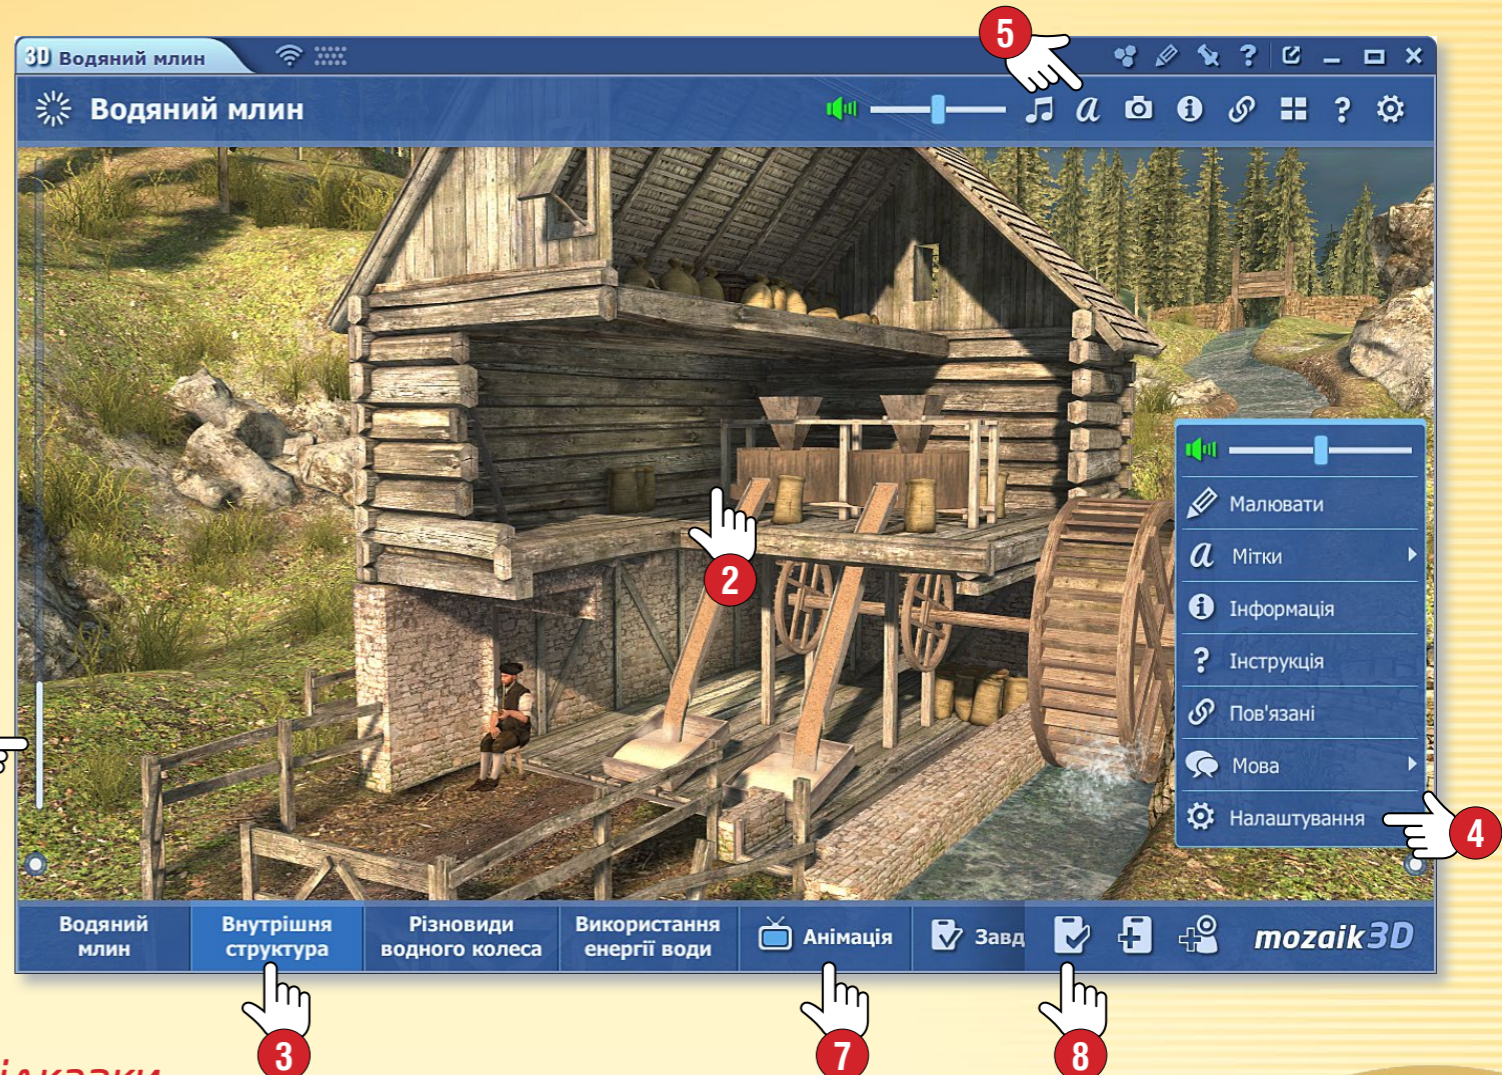 5
3D Водяний млин
Водяний млин
Малювати
a Мітки
Інформація
? Інструкція
Пов'язані
Мова
Налаштування
4
2
Водяний
млин
Внутрішня
структура
Різновиди
водного колеса
Використання
енергії води
Анімація
Завд
mozaik3D
3
7
8